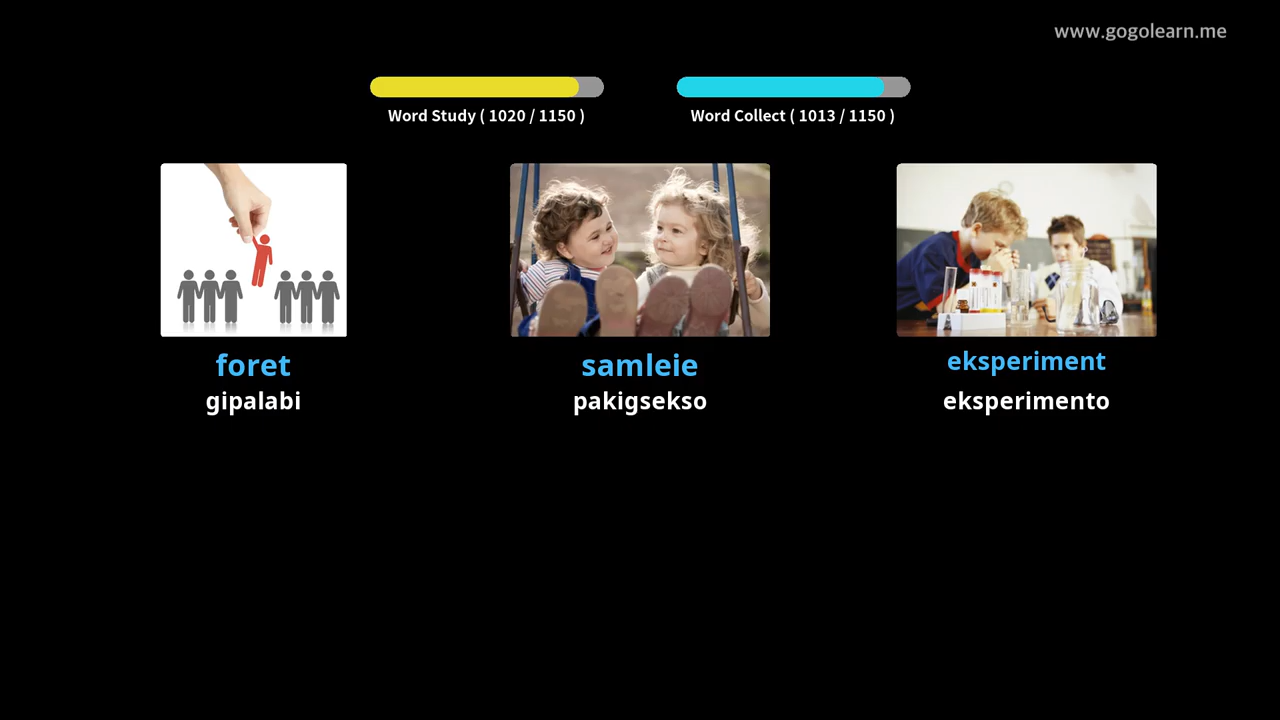 www.gogolearn.me
Word Study ( 1020 / 1150 )
Word Collect ( 1013 / 1150 )
foret
samleie
eksperiment
gipalabi
pakigsekso
eksperimento